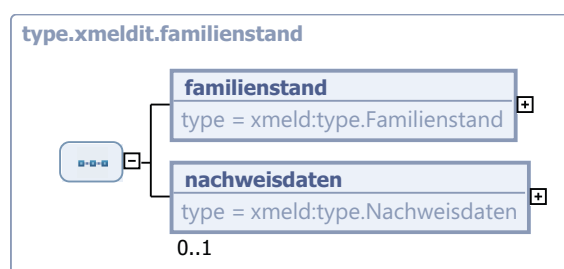 type.xmeldit.familienstand
familienstand
type = xmeld:type.Familienstand
nachweisdaten
type = xmeld:type.Nachweisdaten
0..1